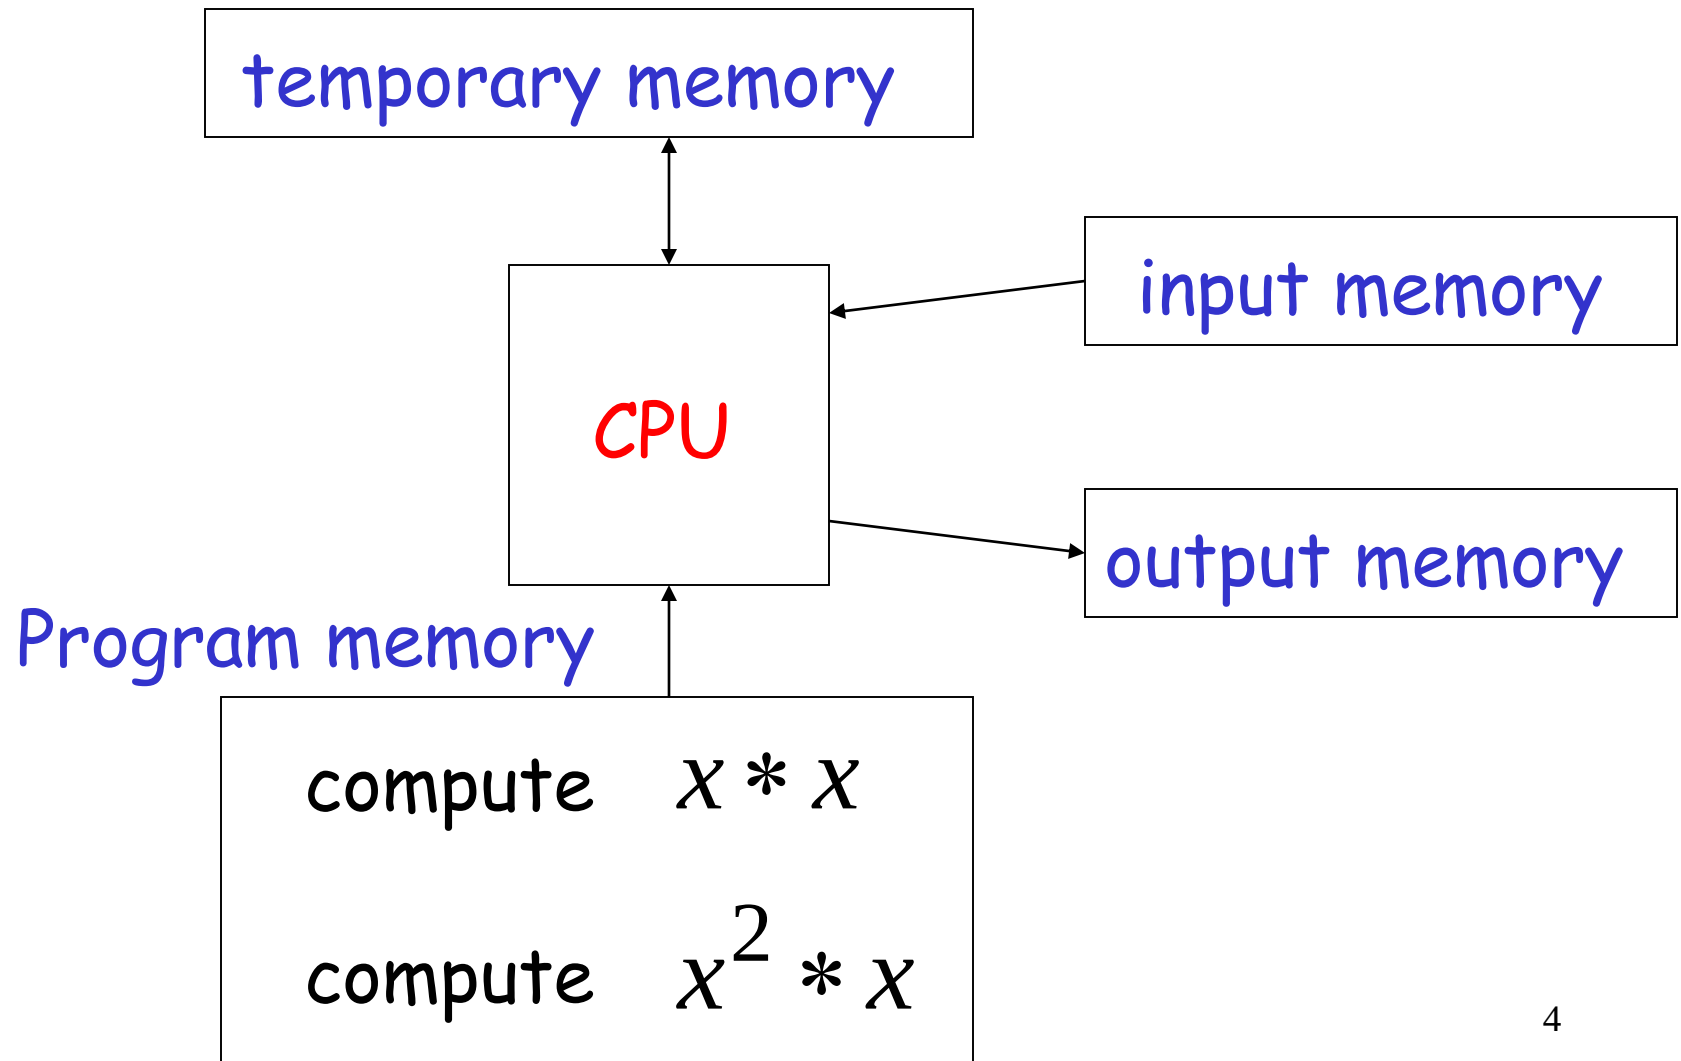 temporary memory
input memory
CPU
output memory
Program memory
compute x ∗ x
compute x² ∗ x
4